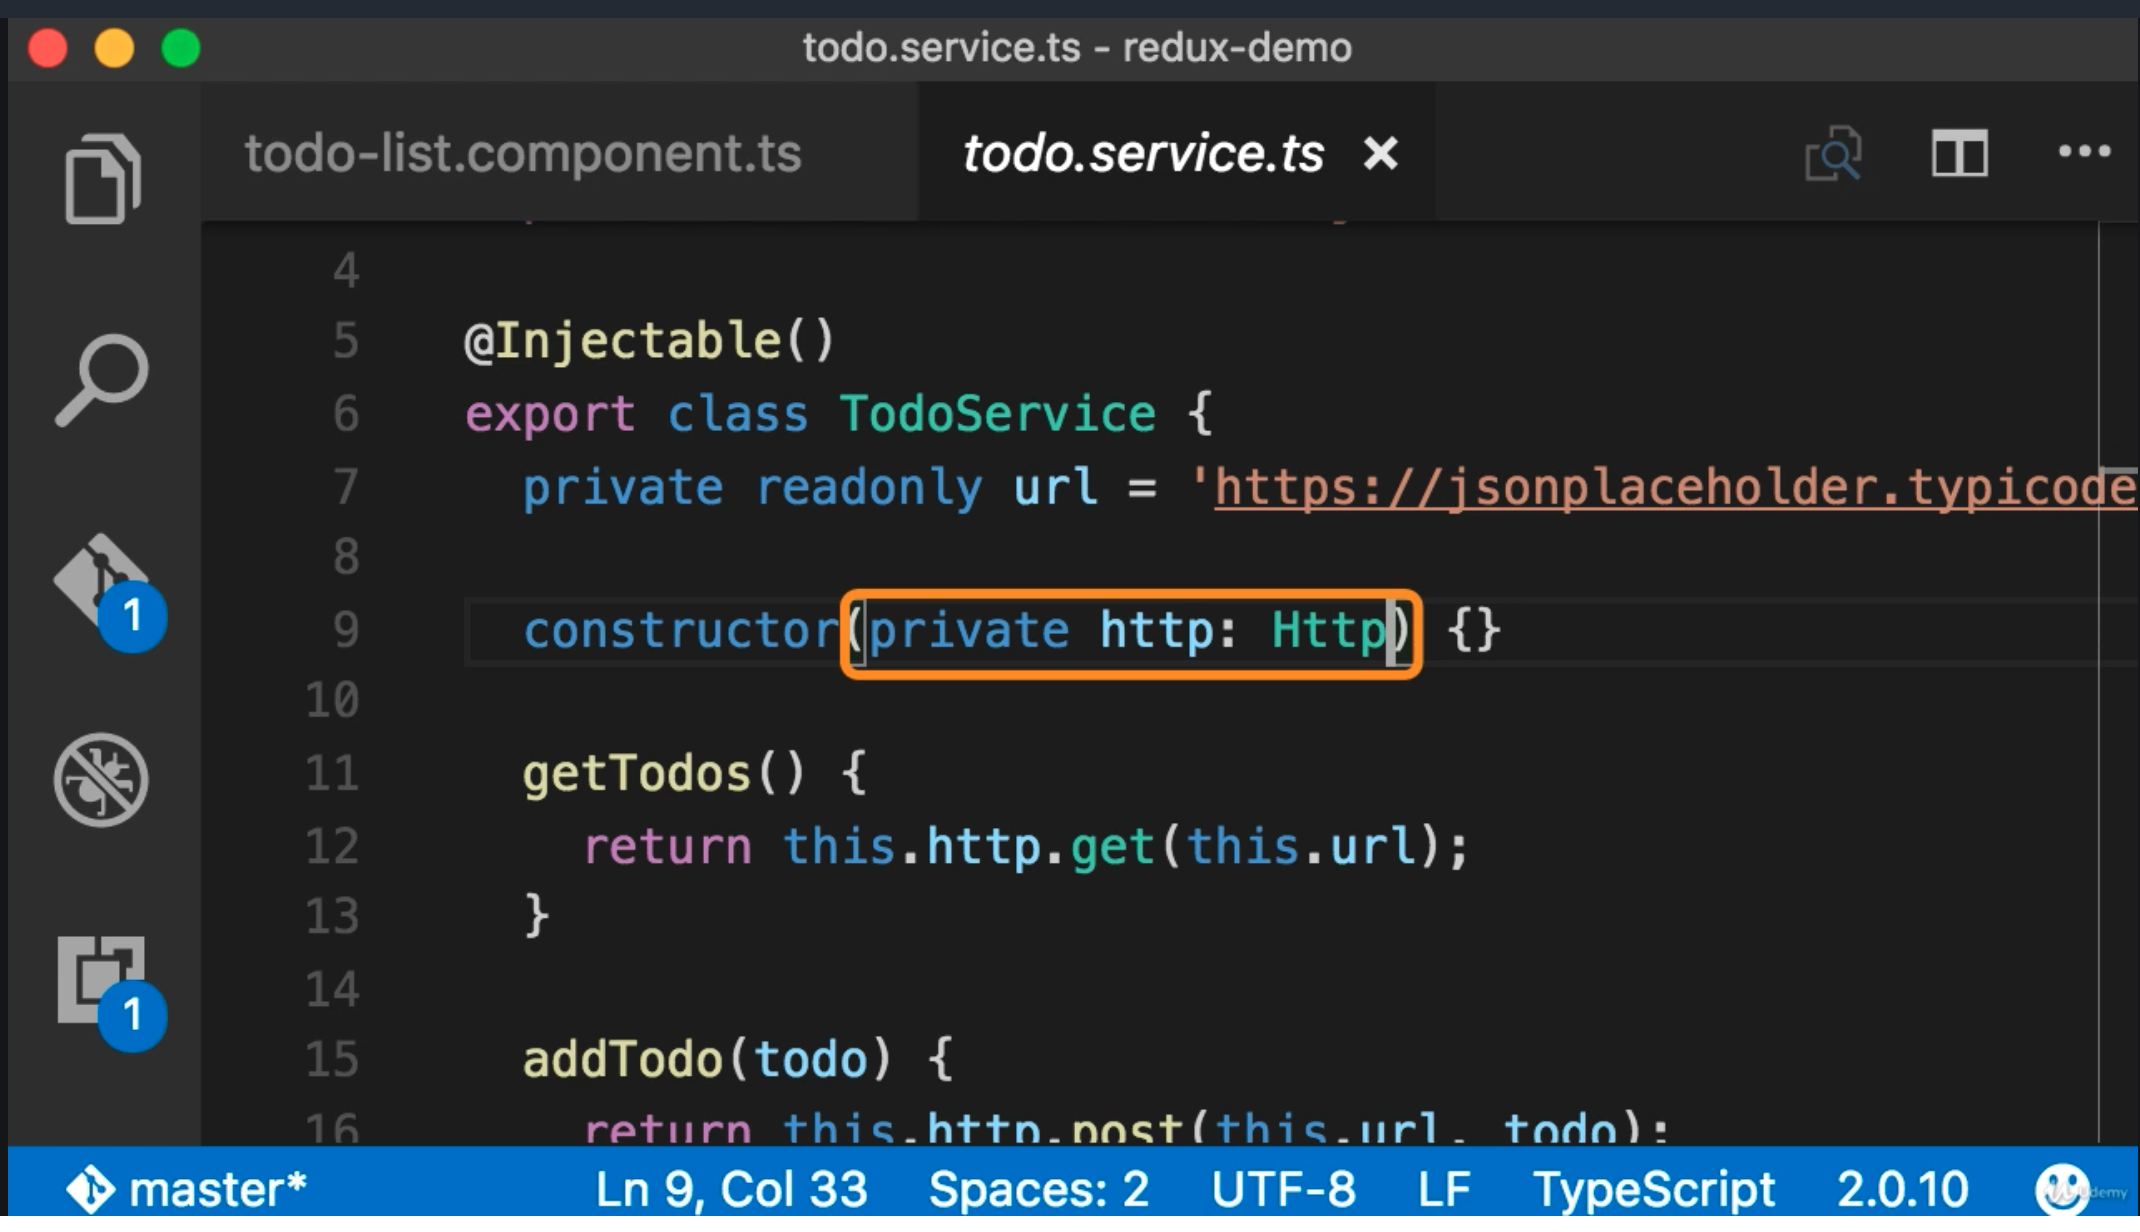 todo.service.ts - redux-demo
todo-list.component.ts todo.service.ts
4
5 @Injectable()
6 export class TodoService {
7 private readonly url = 'https://jsonplaceholder.typicode
8
9 constructor(private http: Http) {}
10
11 getTodos() {
12 return this.http.get(this.url);
13 }
14
15 addTodo(todo) {
16 return this.http.post(this.url, todo);
1
1
master* Ln 9, Col 33 Spaces: 2 UTF-8 LF TypeScript 2.0.10
Udemy